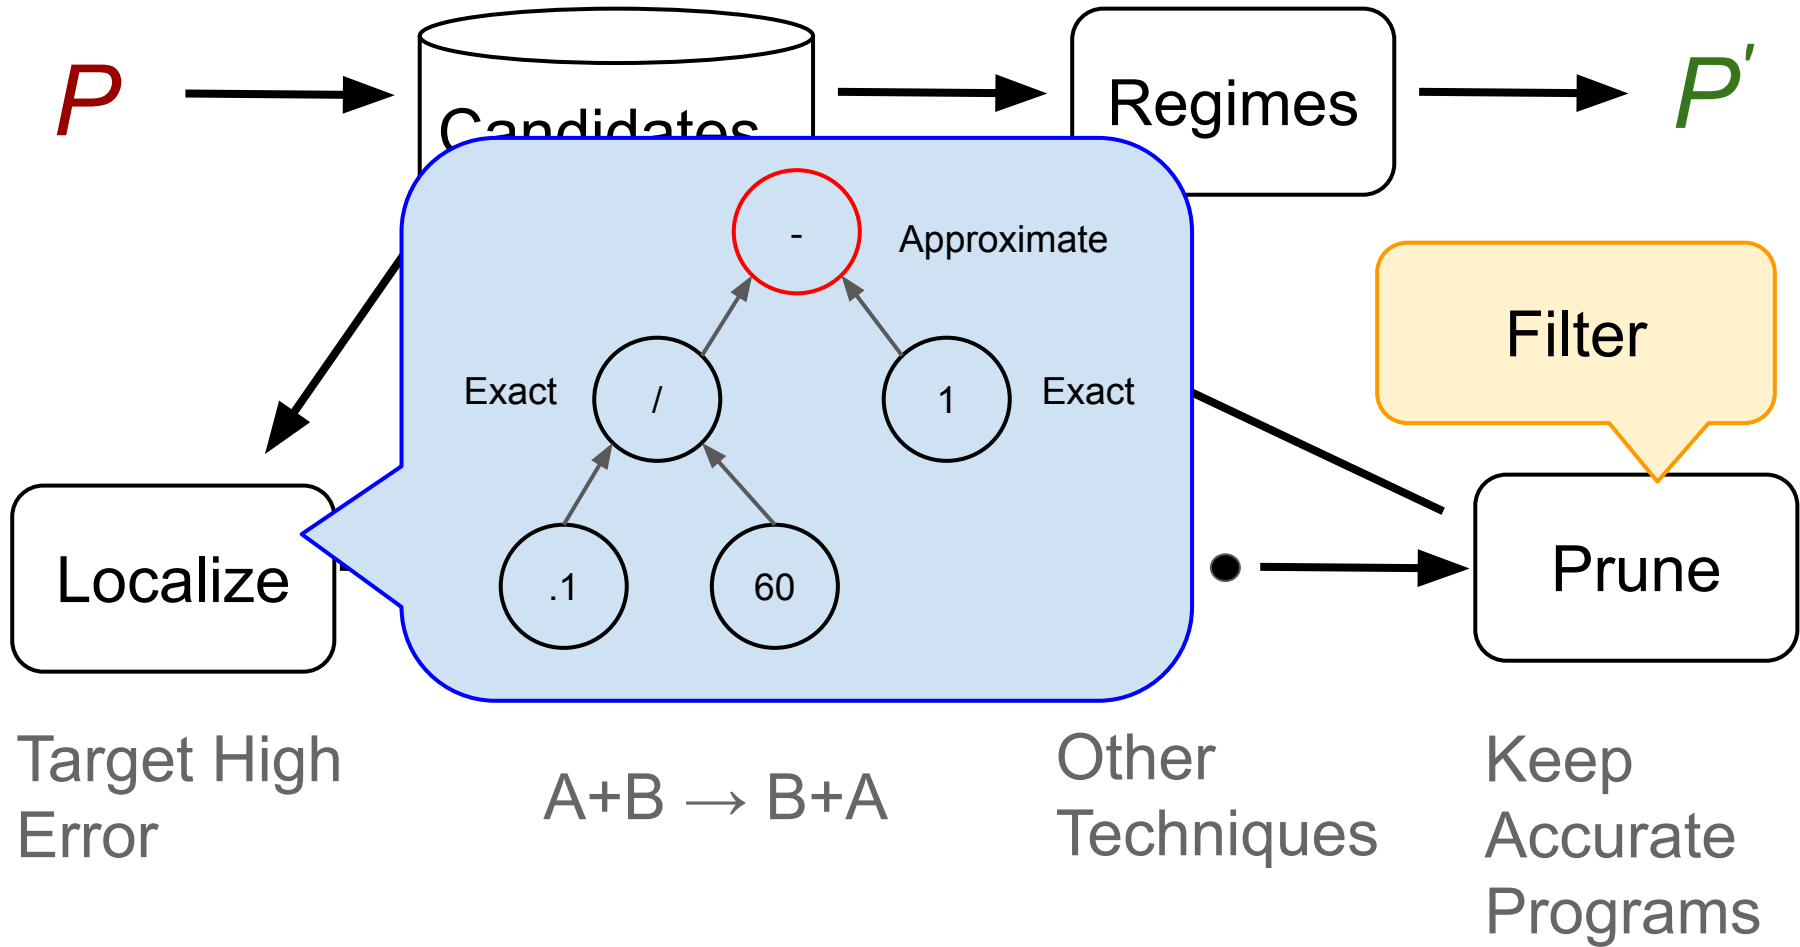 P
Candidates
Regimes
P'
-
Approximate
Exact
/
1
Exact
Filter
Localize
.1
60
Prune
Target High
Error
A+B → B+A
Other
Techniques
Keep
Accurate
Programs